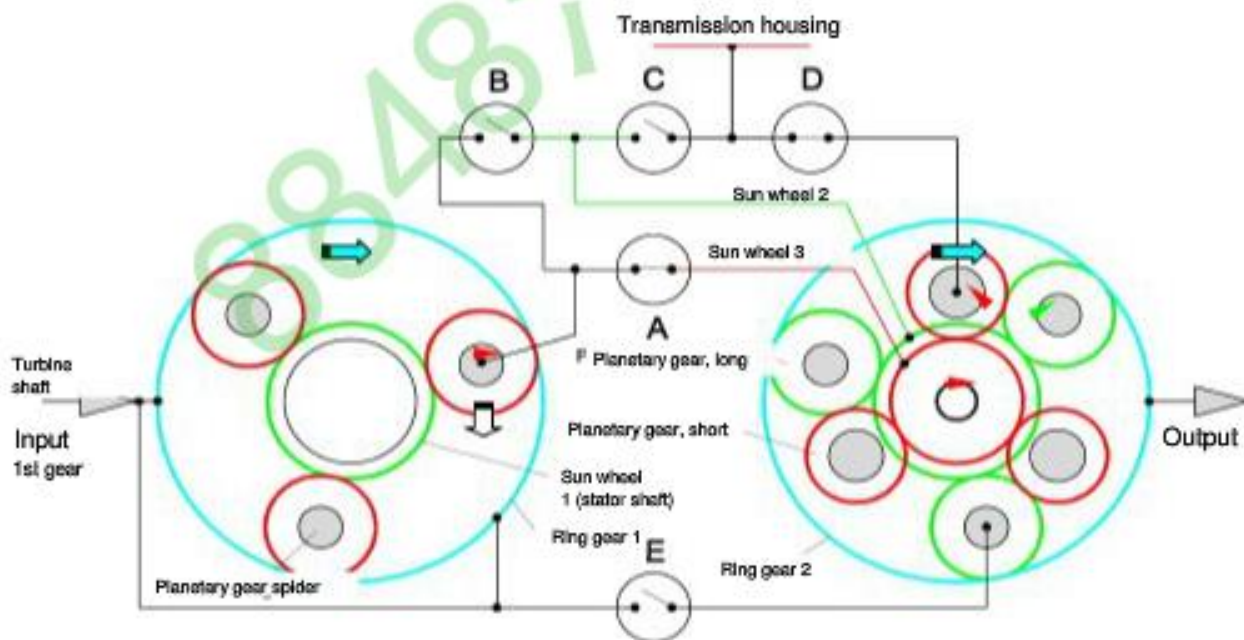 Transmission housing
B
C
D
Sun wheel 2
Sun wheel 3
A
F Planetary gear, long
Turbine
shaft
Input
1st gear
Planetary gear, short
Output
Sun wheel
1 (stator shaft)
Ring gear 1
E
Ring gear 2
Planetary gear spider